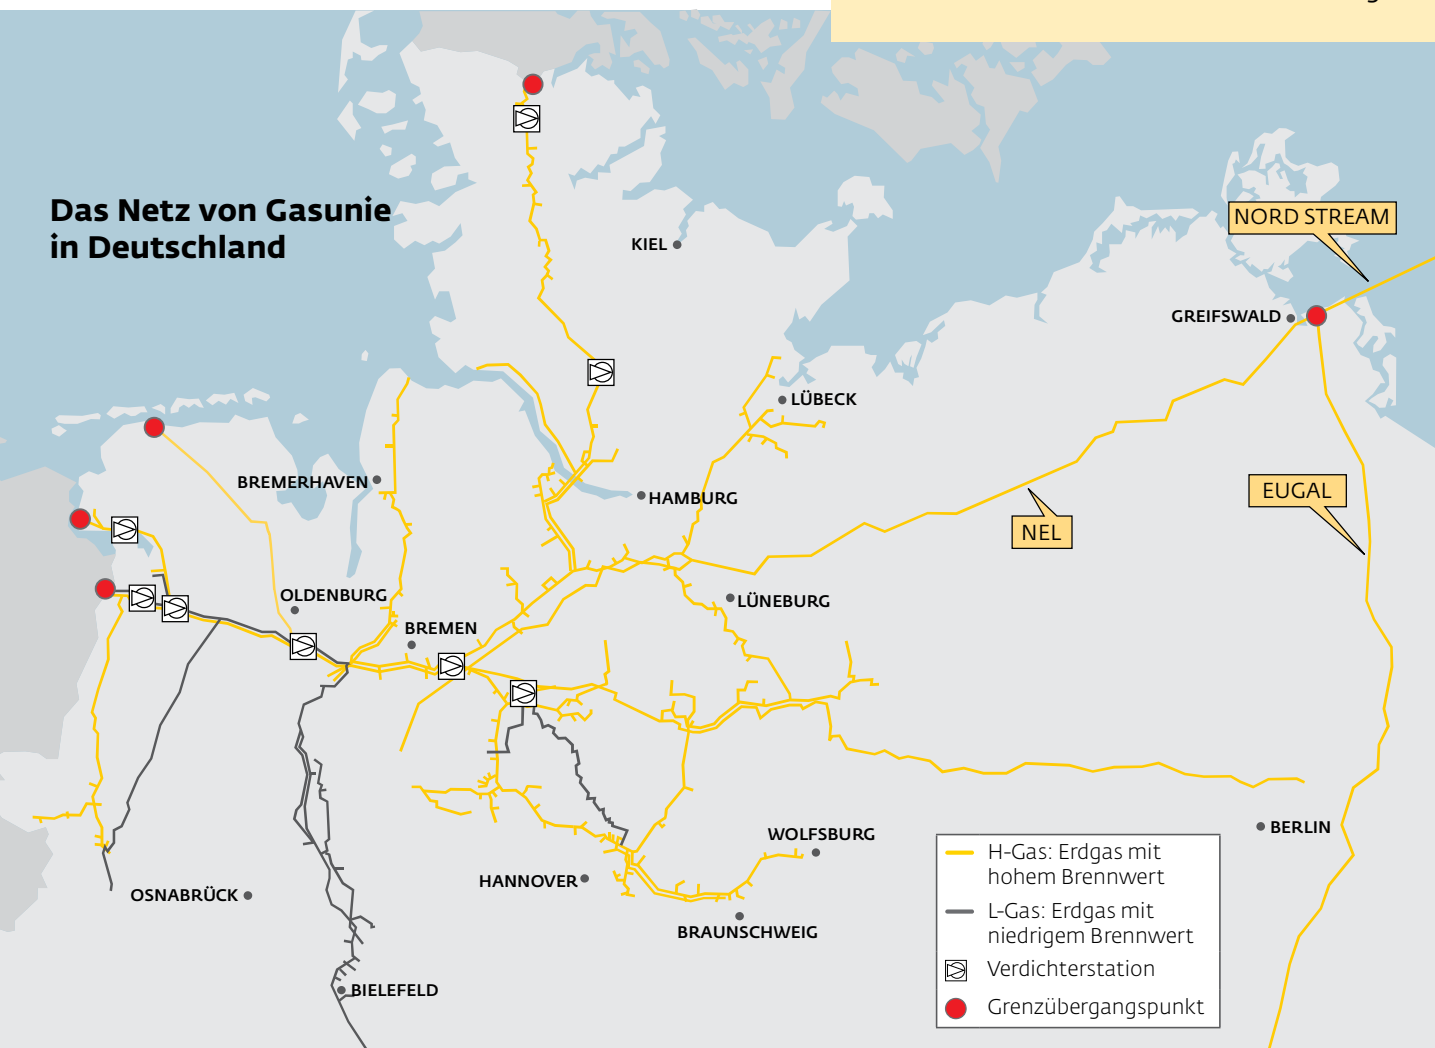 Das Netz von Gasunie
in Deutschland
KIEL
NORD STREAM
GREIFSWALD
LÜBECK
BREMERHAVEN
HAMBURG
EUGAL
NEL
OLDENBURG
LÜNEBURG
BREMEN
WOLFSBURG
BERLIN
HANNOVER
OSNABRÜCK
BRAUNSCHWEIG
BIELEFELD
H-Gas: Erdgas mit
hohem Brennwert
L-Gas: Erdgas mit
niedrigem Brennwert
Verdichterstation
Grenzübergangspunkt